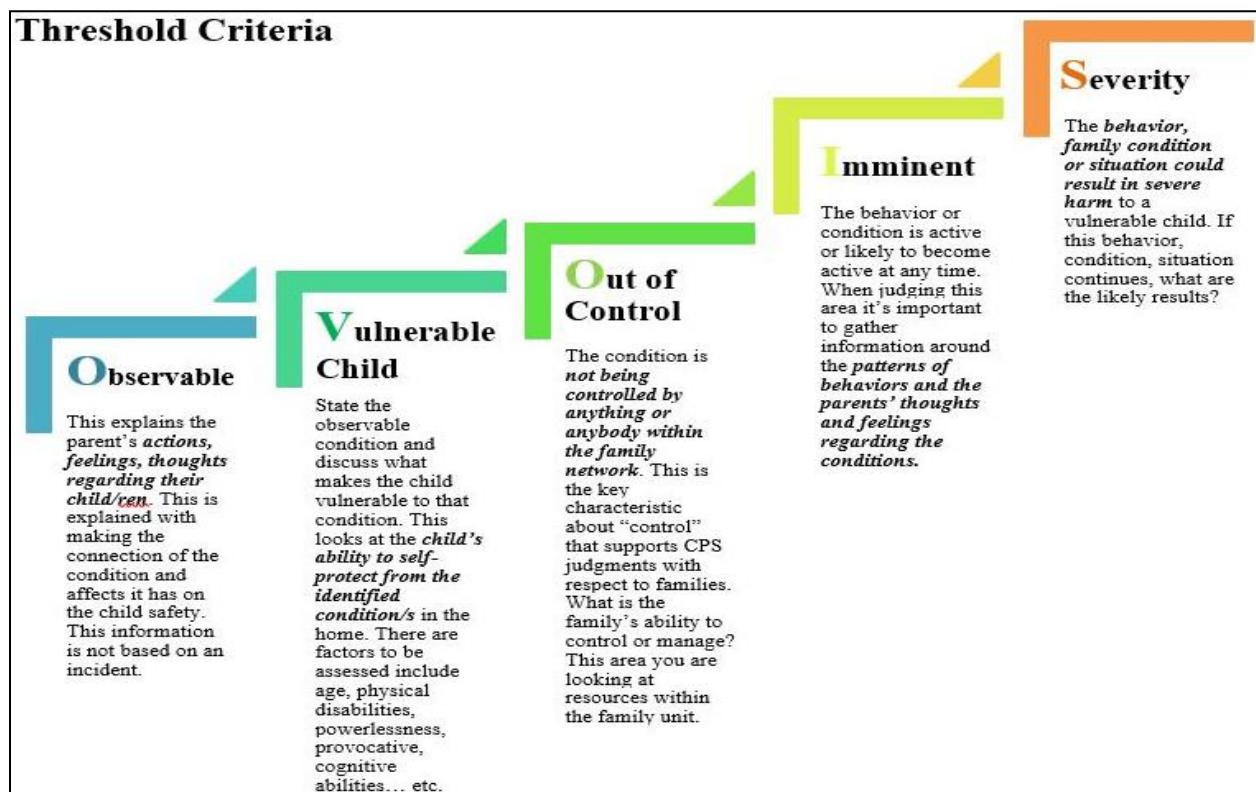 Threshold Criteria
Observable
This explains the
parent's actions,
feelings, thoughts
regarding their
child/ren. This is
explained with
making the
connection of the
condition and
affects it has on
the child safety.
This information
is not based on an
incident.
Vulnerable
Child
State the
observable
condition and
discuss what
makes the child
vulnerable to that
condition. This
looks at the child's
ability to self-
protect from the
identified
condition/s in the
home. There are
factors to be
assessed include
age, physical
disabilities,
powerlessness,
provocative,
cognitive
abilities... etc.
Out of
Control
The condition is
not being
controlled by
anything or
anybody within
the family
network. This is
the key
characteristic
about “control”
that supports CPS
judgments with
respect to families.
What is the
family's ability to
control or manage?
This area you are
looking at
resources within
the family unit.
Imminent
The behavior or
condition is active
or likely to become
active at any time.
When judging this
area it's important
to gather
information around
the patterns of
behaviors and the
parents' thoughts
and feelings
regarding the
conditions.
Severity
The behavior,
family condition
or situation could
result in severe
harm to a
vulnerable child. If
this behavior,
condition, situation
continues, what are
the likely results?